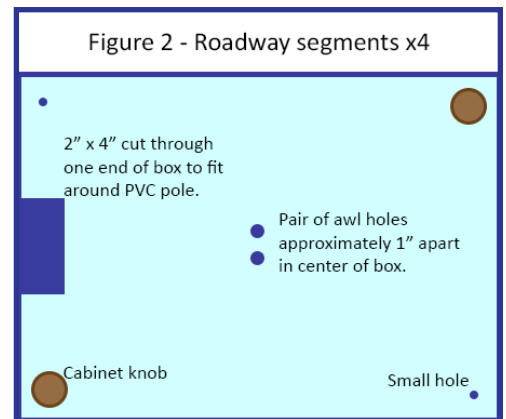 Figure 2 - Roadway segments x4
2” x 4” cut through
one end of box to fit
around PVC pole.
Pair of awl holes
approximately 1” apart
in center of box.
Cabinet knob
Small hole